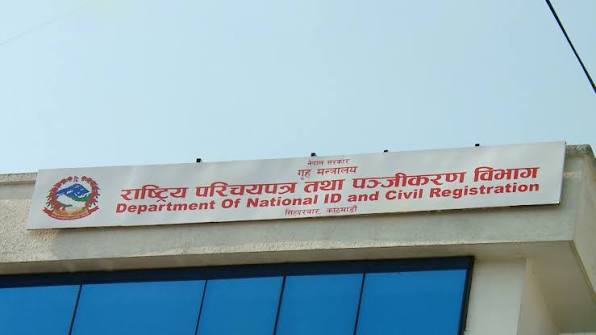 नेपाल सरकार
गृह मन्त्रालय
राष्ट्रिय परिचयपत्र तथा पञ्जीकरण विभाग
Department Of National ID and Civil Registration
सिंहदरबार, काठमाडौं